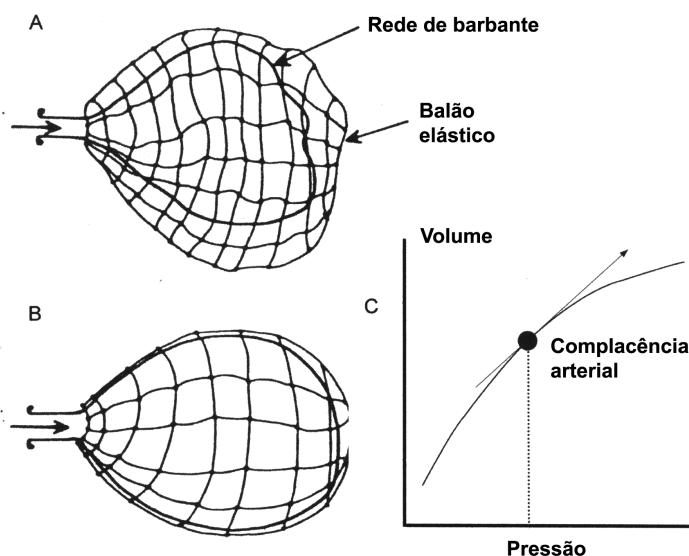 A
Rede de barbante
Balão
elástico
Volume
B
C
Complacência
arterial
Pressão